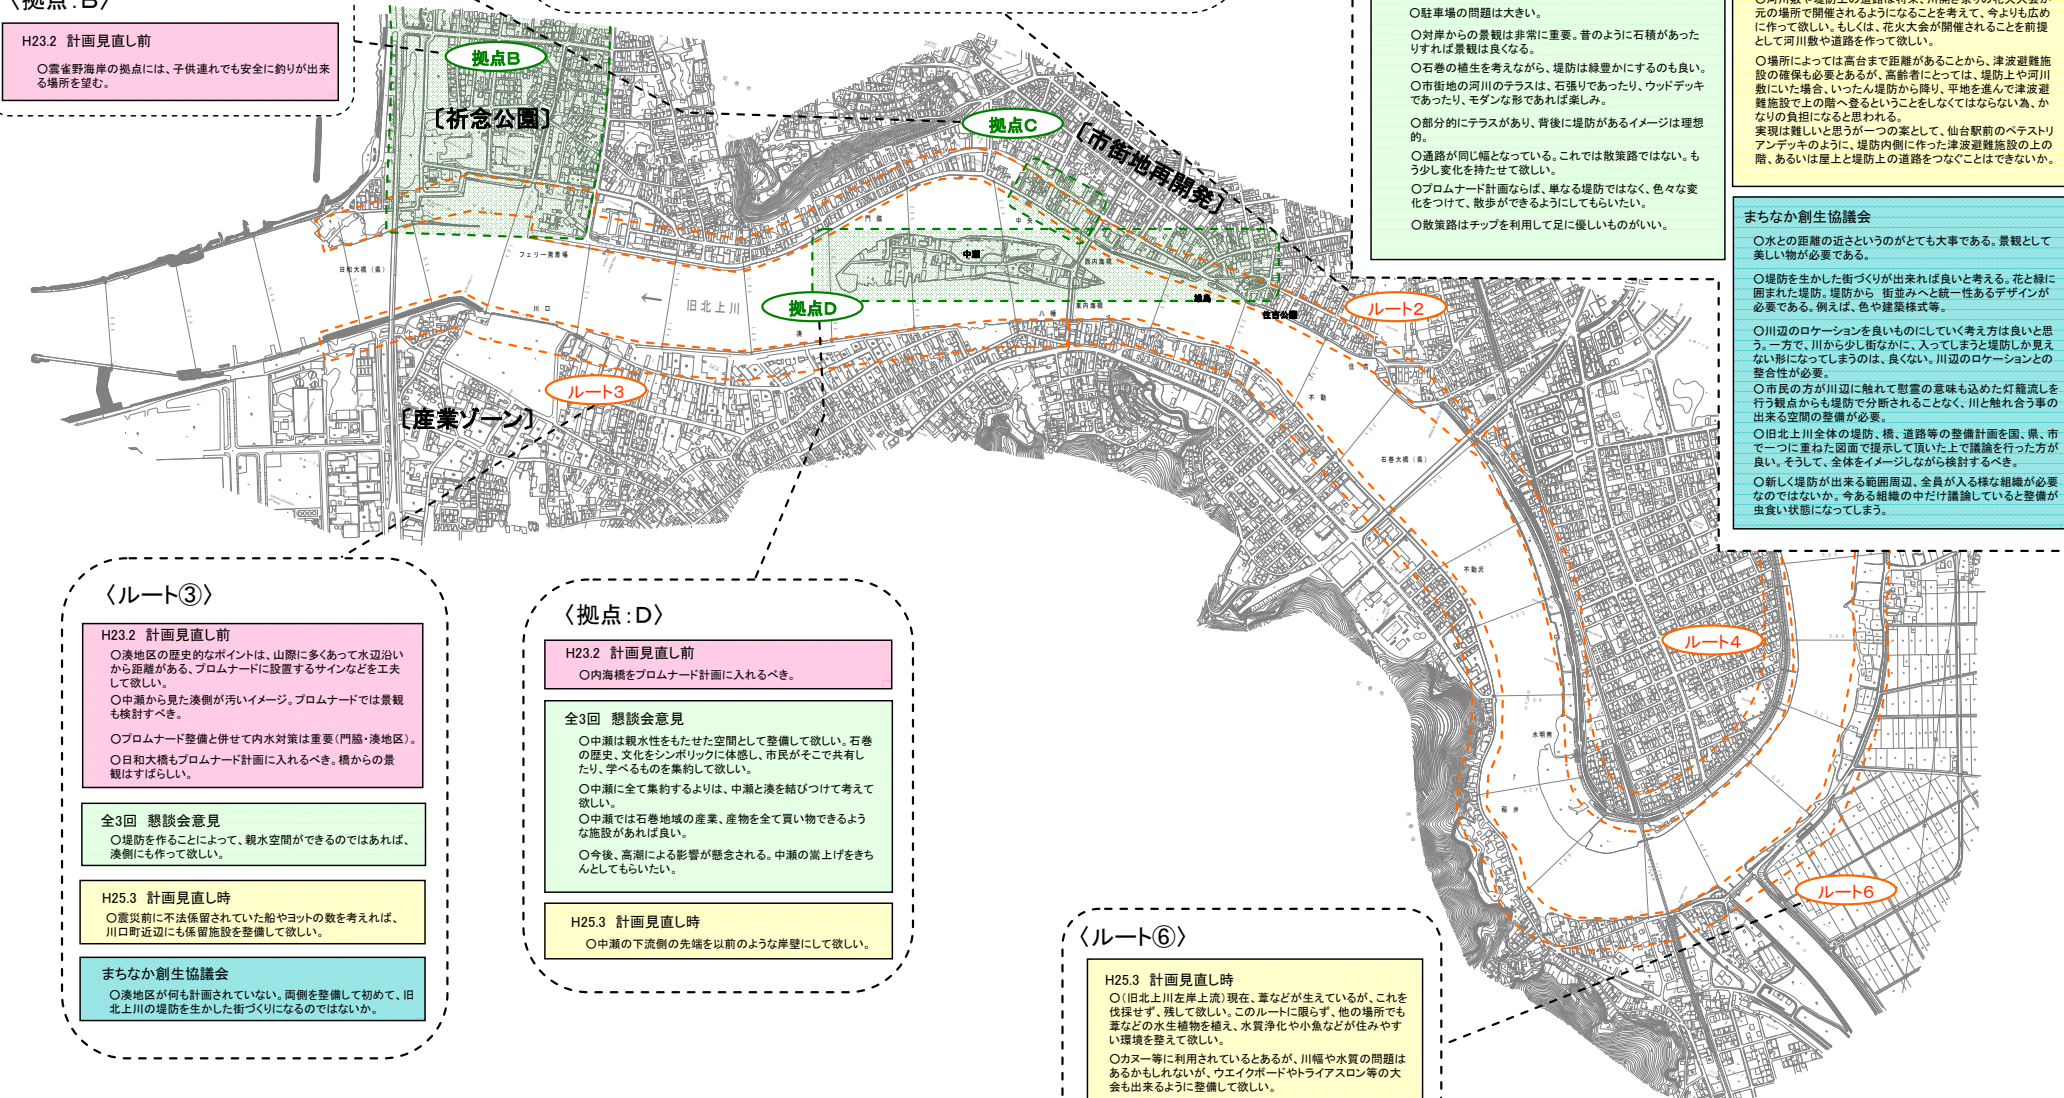 〈拠点：B〉
H23.2 計画見直し前
○雲雀野海岸の拠点には、子供連れでも安全に釣りが出来
る場所を望む。
○駐車場の問題は大きい。
○対岸からの景観は非常に重要。昔のように石積があった
りすれば景観は良くなる。
○石巻の植生を考えながら、堤防は緑豊かにするのも良い。
○市街地の河川のテラスは、石張りであったり、ウッドデッキ
であったり、モダンな形であれば楽しみ。
○部分的にテラスがあり、背後に堤防があるイメージは理想
的。
○通路が同じ幅となっている。これでは散策路ではない。も
う少し変化を持たせて欲しい。
○プロムナード計画ならば、単なる堤防ではなく、色々な変
化をつけて、散歩ができるようにしてもらいたい。
○散策路はチップを利用して足に優しいものがいい。
○河川敷や堤防上の道路は将来、川開き祭りの花火大会が
元の場所で開催されるようになることを考えて、今よりも広め
に作って欲しい。もしくは、花火大会が開催されることを前提
として河川敷や道路を作って欲しい。
○場所によっては高台まで距離があることから、津波避難施
設の確保も必要とあるが、高齢者にとっては、堤防上や河川
敷にいた場合、いったん堤防から降り、平地を進んで津波避
難施設で上の階へ登るということをしなくてはならない為、か
なりの負担になると思われる。
実現は難しいと思うが一つの案として、仙台駅前のペテストリ
アンデッキのように、堤防内側に作った津波避難施設の上の
階、あるいは屋上と堤防上の道路をつなぐことはできないか。
まちなか創生協議会
○水との距離の近さというのがとても大事である。景観として
美しい物が必要である。
○堤防を生かした街づくりが出来れば良いと考える。花と緑に
囲まれた堤防。堤防から 街並みへと統一性あるデザインが
必要である。例えば、色や建築様式等。
○川辺のロケーションを良いものにしていく考え方は良いと思
う。一方で、川から少し街なかに、入ってしまうと堤防しか見え
ない形になってしまうのは、良くない。川辺のロケーションとの
整合性が必要。
○市民の方が川辺に触れて慰霊の意味も込めた灯籠流しを
行う観点からも堤防で分断されることなく、川と触れ合う事の
出来る空間の整備が必要。
○旧北上川全体の堤防、橋、道路等の整備計画を国、県、市
で一つに重ねた図面で提示して頂いた上で議論を行った方が
良い。そうして、全体をイメージしながら検討するべき。
○新しく堤防が出来る範囲周辺、全員が入る様な組織が必要
なのではないか。今ある組織の中だけ議論していると整備が
虫食い状態になってしまう。
拠点B
〔祈念公園〕
拠点C
〔市街地再開発〕
門脇
中央
中瀬
西内海橋
日和大橋（県）
フェリー発着場
← 旧北上川
拠点D
東内海橋
雄島
住吉公園
ルート2
川口
湊
八幡
住吉
不動
ルート3
〔産業ゾーン〕
石巻大橋（県）
不動沢
ルート4
水明南
稲井
ルート6
〈ルート③〉
H23.2 計画見直し前
○湊地区の歴史的なポイントは、山際に多くあって水辺沿い
から距離がある、プロムナードに設置するサインなどを工夫
して欲しい。
○中瀬から見た湊側が汚いイメージ。プロムナードでは景観
も検討すべき。
○プロムナード整備と併せて内水対策は重要（門脇・湊地区）。
○日和大橋もプロムナード計画に入れるべき。橋からの景
観はすばらしい。
全3回 懇談会意見
○堤防を作ることによって、親水空間ができるのであれば、
湊側にも作って欲しい。
H25.3 計画見直し時
○震災前に不法係留されていた船やヨットの数を考えれば、
川口町近辺にも係留施設を整備して欲しい。
まちなか創生協議会
○湊地区が何も計画されていない。両側を整備して初めて、旧
北上川の堤防を生かした街づくりになるのではないか。
〈拠点：D〉
H23.2 計画見直し前
○内海橋をプロムナード計画に入れるべき。
全3回 懇談会意見
○中瀬は親水性をもたせた空間として整備して欲しい。石巻
の歴史、文化をシンボリックに体感し、市民がそこで共有し
たり、学べるものを集約して欲しい。
○中瀬に全て集約するよりは、中瀬と湊を結びつけて考えて
欲しい。
○中瀬では石巻地域の産業、産物を全て買い物できるよう
な施設があれば良い。
○今後、高潮による影響が懸念される。中瀬の嵩上げをきち
んとしてもらいたい。
H25.3 計画見直し時
○中瀬の下流側の先端を以前のような岸壁にして欲しい。
〈ルート⑥〉
H25.3 計画見直し時
○（旧北上川左岸上流）現在、葦などが生えているが、これを
伐採せず、残して欲しい。このルートに限らず、他の場所でも
葦などの水生植物を植え、水質浄化や小魚などが住みやす
い環境を整えて欲しい。
○カヌー等に利用されているとあるが、川幅や水質の問題は
あるかもしれないが、ウエイクボードやトライアスロン等の大
会も出来るように整備して欲しい。